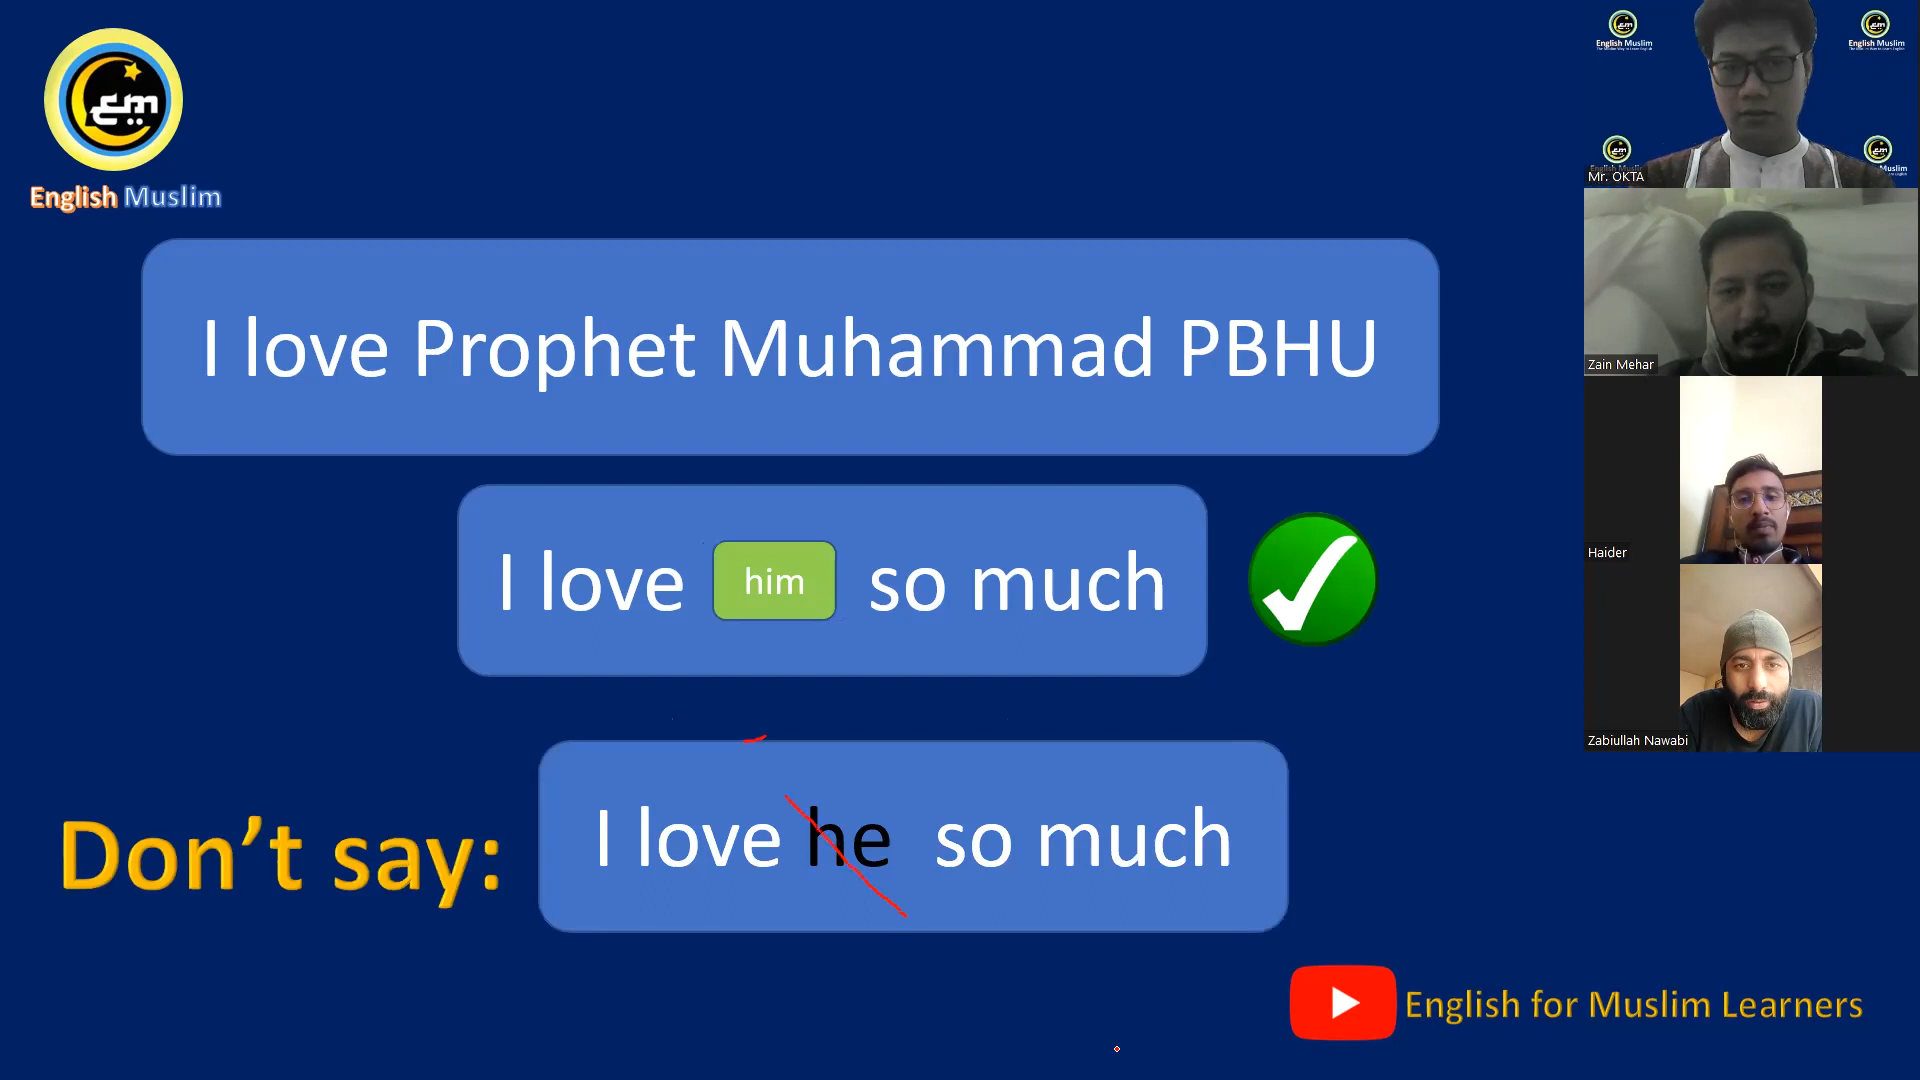 English Muslim
I love Prophet Muhammad PBHU
I love him so much
Don't say: I love he so much
English for Muslim Learners
English Muslim
English Muslim
Mr. OKTA
Zain Mehar
Haider
Zabiullah Nawabi